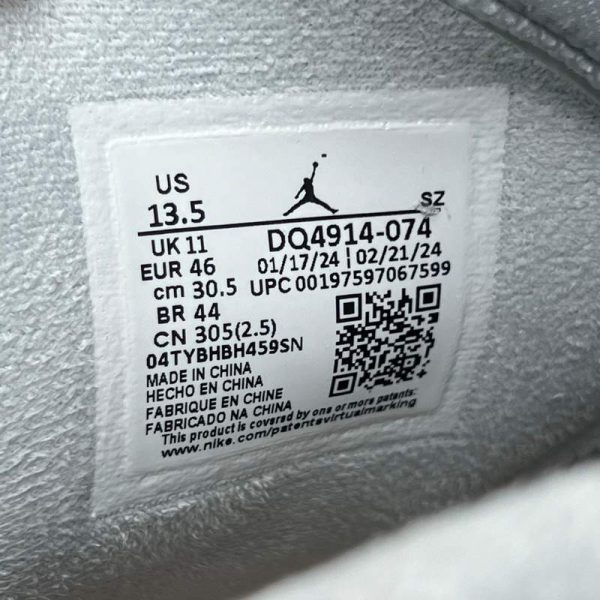 US
13.5
SZ
UK 11
DQ4914-074
EUR 46
01/17/24 | 02/21/24
cm 30.5
UPC 00197597067599
BR 44
CN 305(2.5)
04TYBHBH459SN
MADE IN CHINA
HECHO EN CHINA
FABRIQUE EN CHINE
FABRICADO NA CHINA
This product is covered by one or more patents.
www.nike.com/patentsvirtualmarking